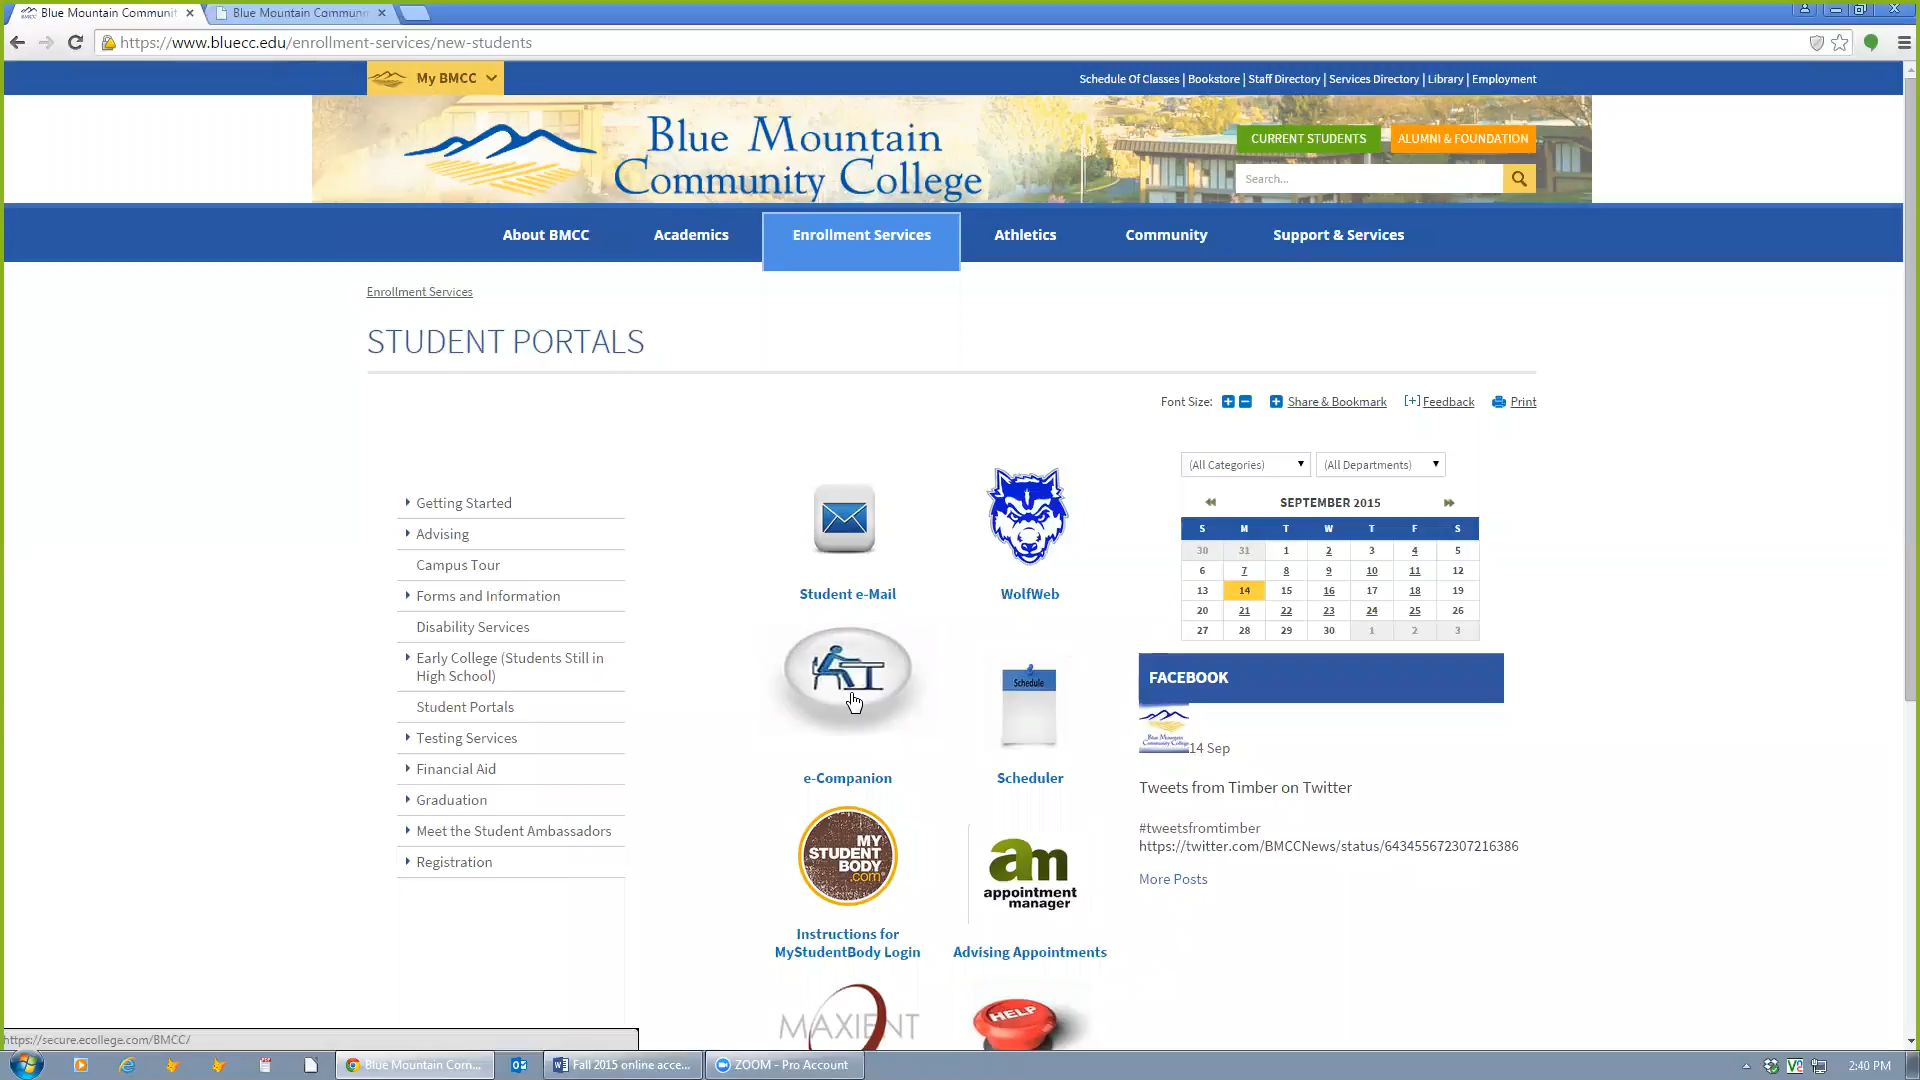 Blue Mountain Communit
Blue Mountain Commun
https://www.bluecc.edu/enrollment-services/new-students
My BMCC
Schedule Of Classes | Bookstore | Staff Directory | Services Directory | Library | Employment
Blue Mountain
Community College
CURRENT STUDENTS
ALUMNI & FOUNDATION
Search...
About BMCC
Academics
Enrollment Services
Athletics
Community
Support & Services
Enrollment Services
STUDENT PORTALS
Font Size:
Share & Bookmark
[+] Feedback
Print
Getting Started
Advising
Campus Tour
Forms and Information
Disability Services
Early College (Students Still in
High School)
Student Portals
Testing Services
Financial Aid
Graduation
Meet the Student Ambassadors
Registration
Student e-Mail
WolfWeb
e-Companion
Schedule
Scheduler
MY
STUDENT
BODY
.com
Instructions for
MyStudentBody Login
am
appointment
manager
Advising Appointments
MAXIENT
HELP
(All Categories)
(All Departments)
SEPTEMBER 2015
S M T W T F S
30 31 1 2 3 4 5
6 7 8 9 10 11 12
13 14 15 16 17 18 19
20 21 22 23 24 25 26
27 28 29 30 1 2 3
FACEBOOK
Blue Mountain
Community College
14 Sep
Tweets from Timber on Twitter
#tweetsfromtimber
https://twitter.com/BMCCNews/status/643455672307216386
More Posts
https://secure.ecollege.com/BMCC/
Blue Mountain Com...
Fall 2015 online acce...
ZOOM - Pro Account
2:40 PM